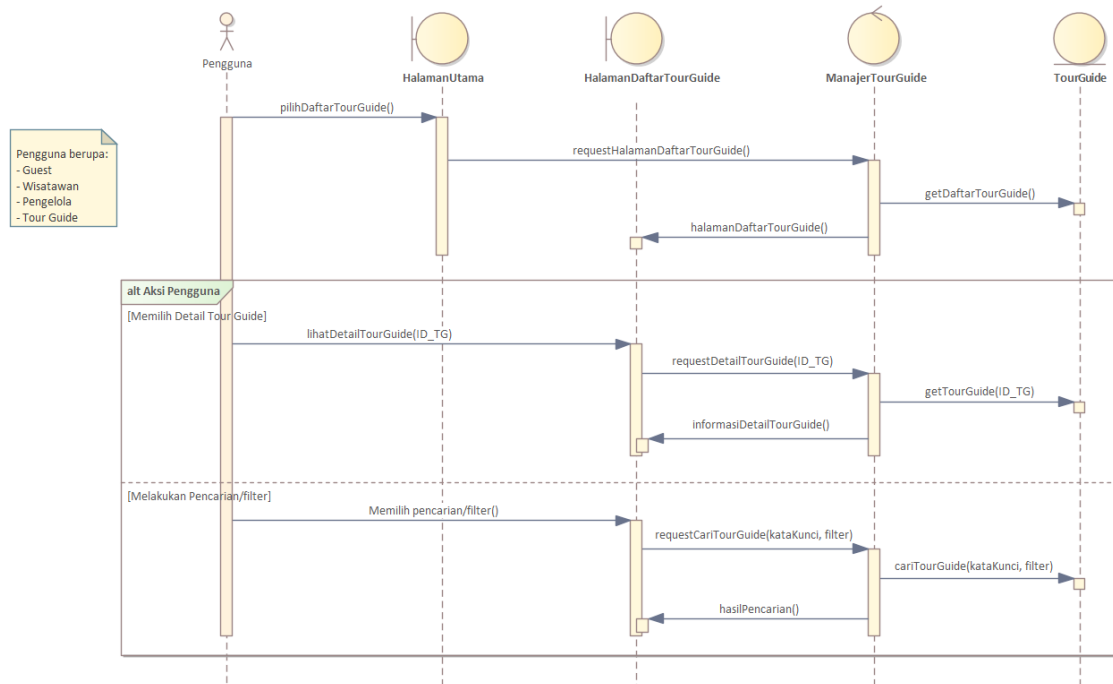 Pengguna
HalamanUtama
HalamanDaftarTourGuide
ManajerTourGuide
TourGuide
pilihDaftarTourGuide()
Pengguna berupa:
- Guest
- Wisatawan
- Pengelola
- Tour Guide
requestHalamanDaftarTourGuide()
getDaftarTourGuide()
halamanDaftarTourGuide()
alt Aksi Pengguna
[Memilih Detail Tour Guide]
lihatDetailTourGuide(ID_TG)
requestDetailTourGuide(ID_TG)
getTourGuide(ID_TG)
informasiDetailTourGuide()
[Melakukan Pencarian/filter]
Memilih pencarian/filter()
requestCariTourGuide(kataKunci, filter)
cariTourGuide(kataKunci, filter)
hasilPencarian()